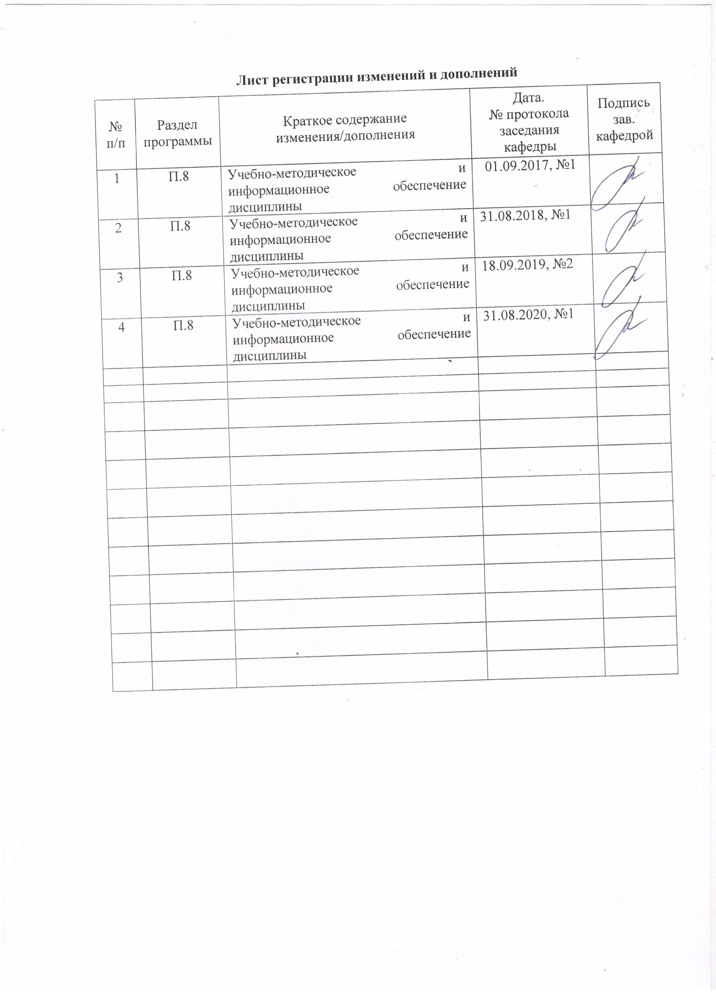 Лист регистрации изменений и дополнений
№
п/п
Раздел
программы
Краткое содержание
изменения/дополнения
Дата.
№ протокола
заседания
кафедры
Подпись
зав.
кафедрой
1
П.8
Учебно-методическое и
информационное обеспечение
дисциплины
01.09.2017, №1
2
П.8
Учебно-методическое и
информационное обеспечение
дисциплины
31.08.2018, №1
3
П.8
Учебно-методическое и
информационное обеспечение
дисциплины
18.09.2019, №2
4
П.8
Учебно-методическое и
информационное обеспечение
дисциплины
31.08.2020, №1